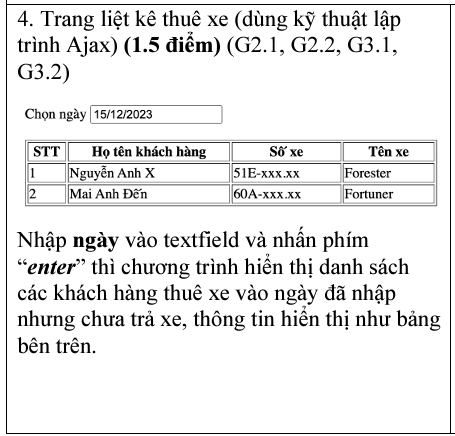 4. Trang liệt kê thuê xe (dùng kỹ thuật lập
trình Ajax) (1.5 điểm) (G2.1, G2.2, G3.1,
G3.2)
Chọn ngày 15/12/2023
STT Họ tên khách hàng Số xe Tên xe
1 Nguyễn Anh X 51E-xxx.xx Forester
2 Mai Anh Đến 60A-xxx.xx Fortuner
Nhập ngày vào textfield và nhấn phím
“enter” thì chương trình hiển thị danh sách
các khách hàng thuê xe vào ngày đã nhập
nhưng chưa trả xe, thông tin hiển thị như bảng
bên trên.